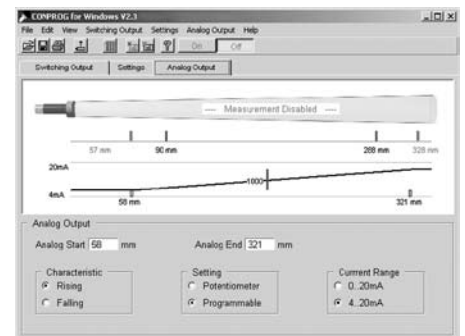 CONPROG for Windows V2.1
File Edit View Switching Output Settings Analog Output Help
On Off
Switching Output Settings Analog Output
— Measurement Disabled —
57 mm 90 mm 288 mm 328 mm
20mA
1000
4mA
58 mm 321 mm
Analog Output
Analog Start 58 mm Analog End 321 mm
Characteristic Setting Currrent Range
Rising Potentiometer 0..20mA
Falling Programmable 4..20mA